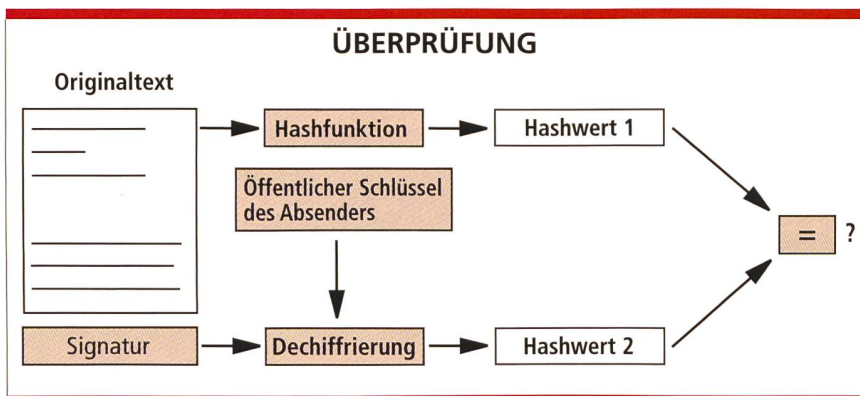 ÜBERPRÜFUNG
Originaltext
Hashfunktion
Hashwert 1
Öffentlicher Schlüssel
des Absenders
= ?
Signatur
Dechiffrierung
Hashwert 2